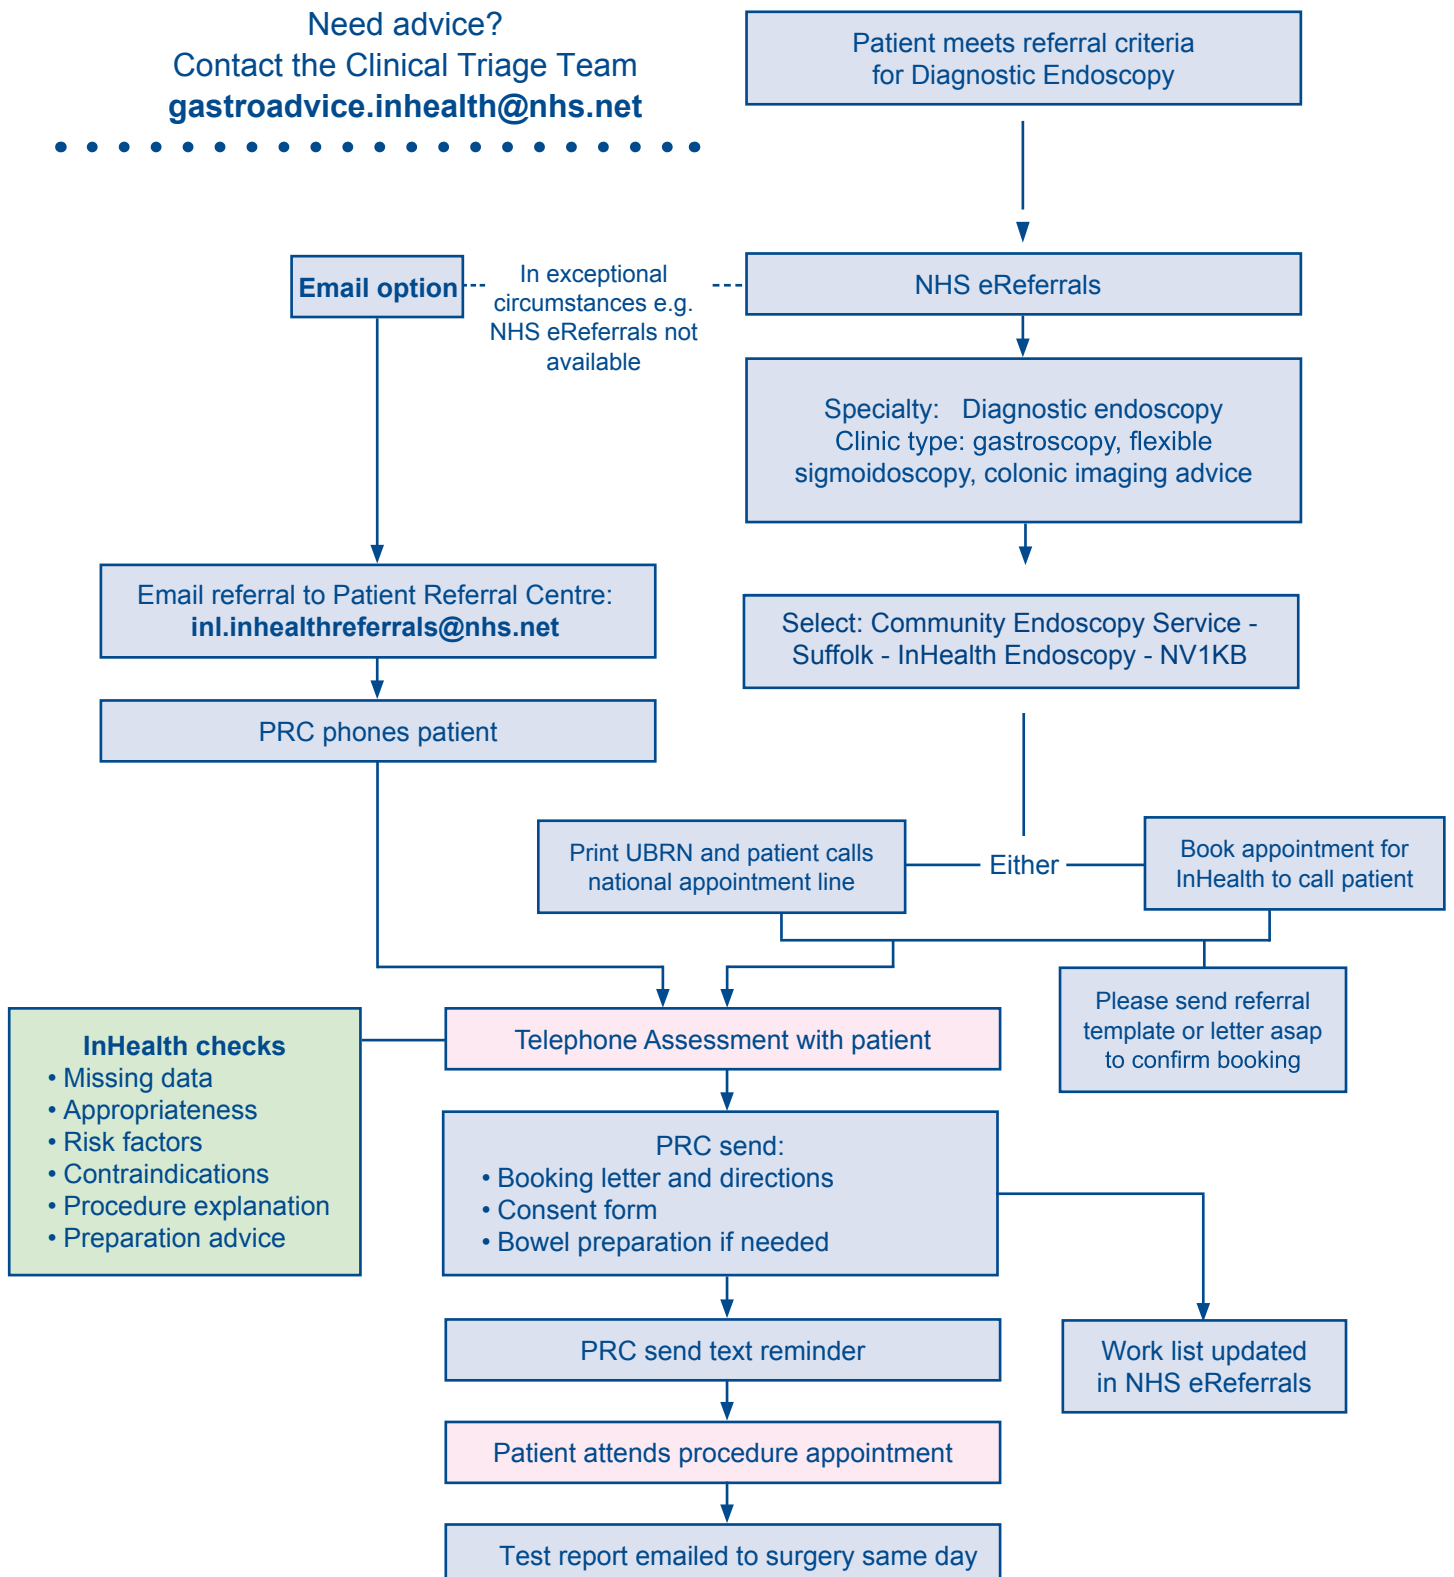 Need advice?
Contact the Clinical Triage Team
gastroadvice.inhealth@nhs.net
Patient meets referral criteria
for Diagnostic Endoscopy
Email option
In exceptional
circumstances e.g.
NHS eReferrals not
available
NHS eReferrals
Specialty: Diagnostic endoscopy
Clinic type: gastroscopy, flexible
sigmoidoscopy, colonic imaging advice
Email referral to Patient Referral Centre:
inl.inhealthreferrals@nhs.net
Select: Community Endoscopy Service -
Suffolk - InHealth Endoscopy - NV1KB
PRC phones patient
Print UBRN and patient calls
national appointment line
Either
Book appointment for
InHealth to call patient
Please send referral
template or letter asap
to confirm booking
Telephone Assessment with patient
InHealth checks
• Missing data
• Appropriateness
• Risk factors
• Contraindications
• Procedure explanation
• Preparation advice
PRC send:
• Booking letter and directions
• Consent form
• Bowel preparation if needed
PRC send text reminder
Work list updated
in NHS eReferrals
Patient attends procedure appointment
Test report emailed to surgery same day